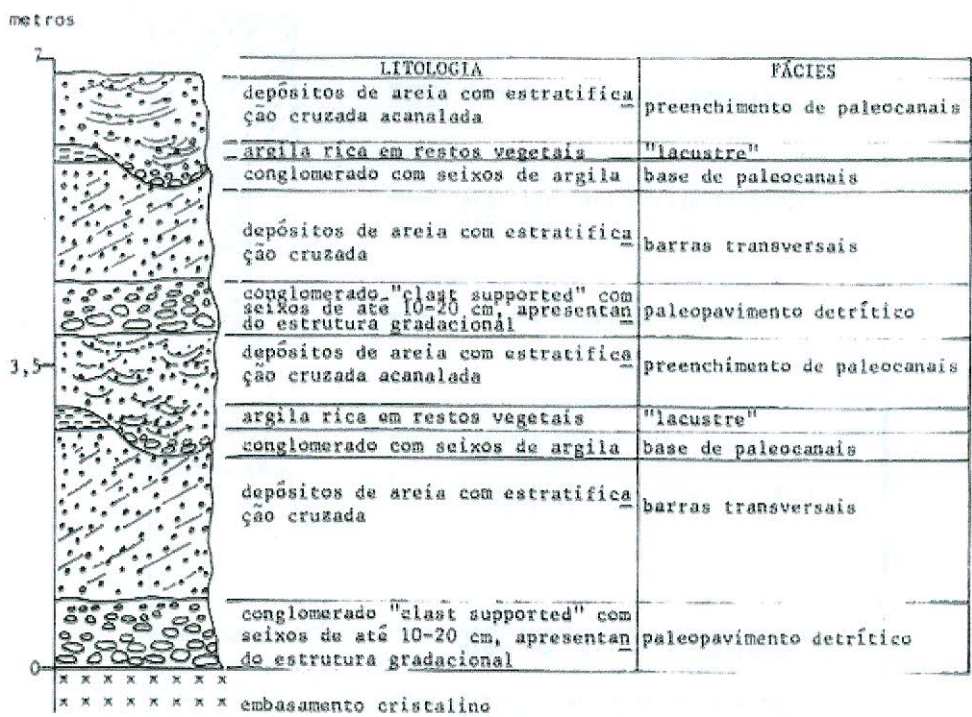 metros
7
LITOLOGIA
FÁCIES
depósitos de areia com estratifica
ção cruzada acanalada
preenchimento de paleocanais
argila rica em restos vegetais
"lacustre"
conglomerado com seixos de argila
base de paleocanais
depósitos de areia com estratifica
ção cruzada
barras transversais
conglomerado "clast supported" com
seixos de até 10-20 cm, apresentan
do estrutura gradacional
paleopavimento detrítico
3,5
depósitos de areia com estratifica
ção cruzada acanalada
preenchimento de paleocanais
argila rica em restos vegetais
"lacustre"
conglomerado com seixos de argila
base de paleocanais
depósitos de areia com estratifica
ção cruzada
barras transversais
conglomerado "clast supported" com
seixos de até 10-20 cm, apresentan
do estrutura gradacional
paleopavimento detrítico
0
embasamento cristalino